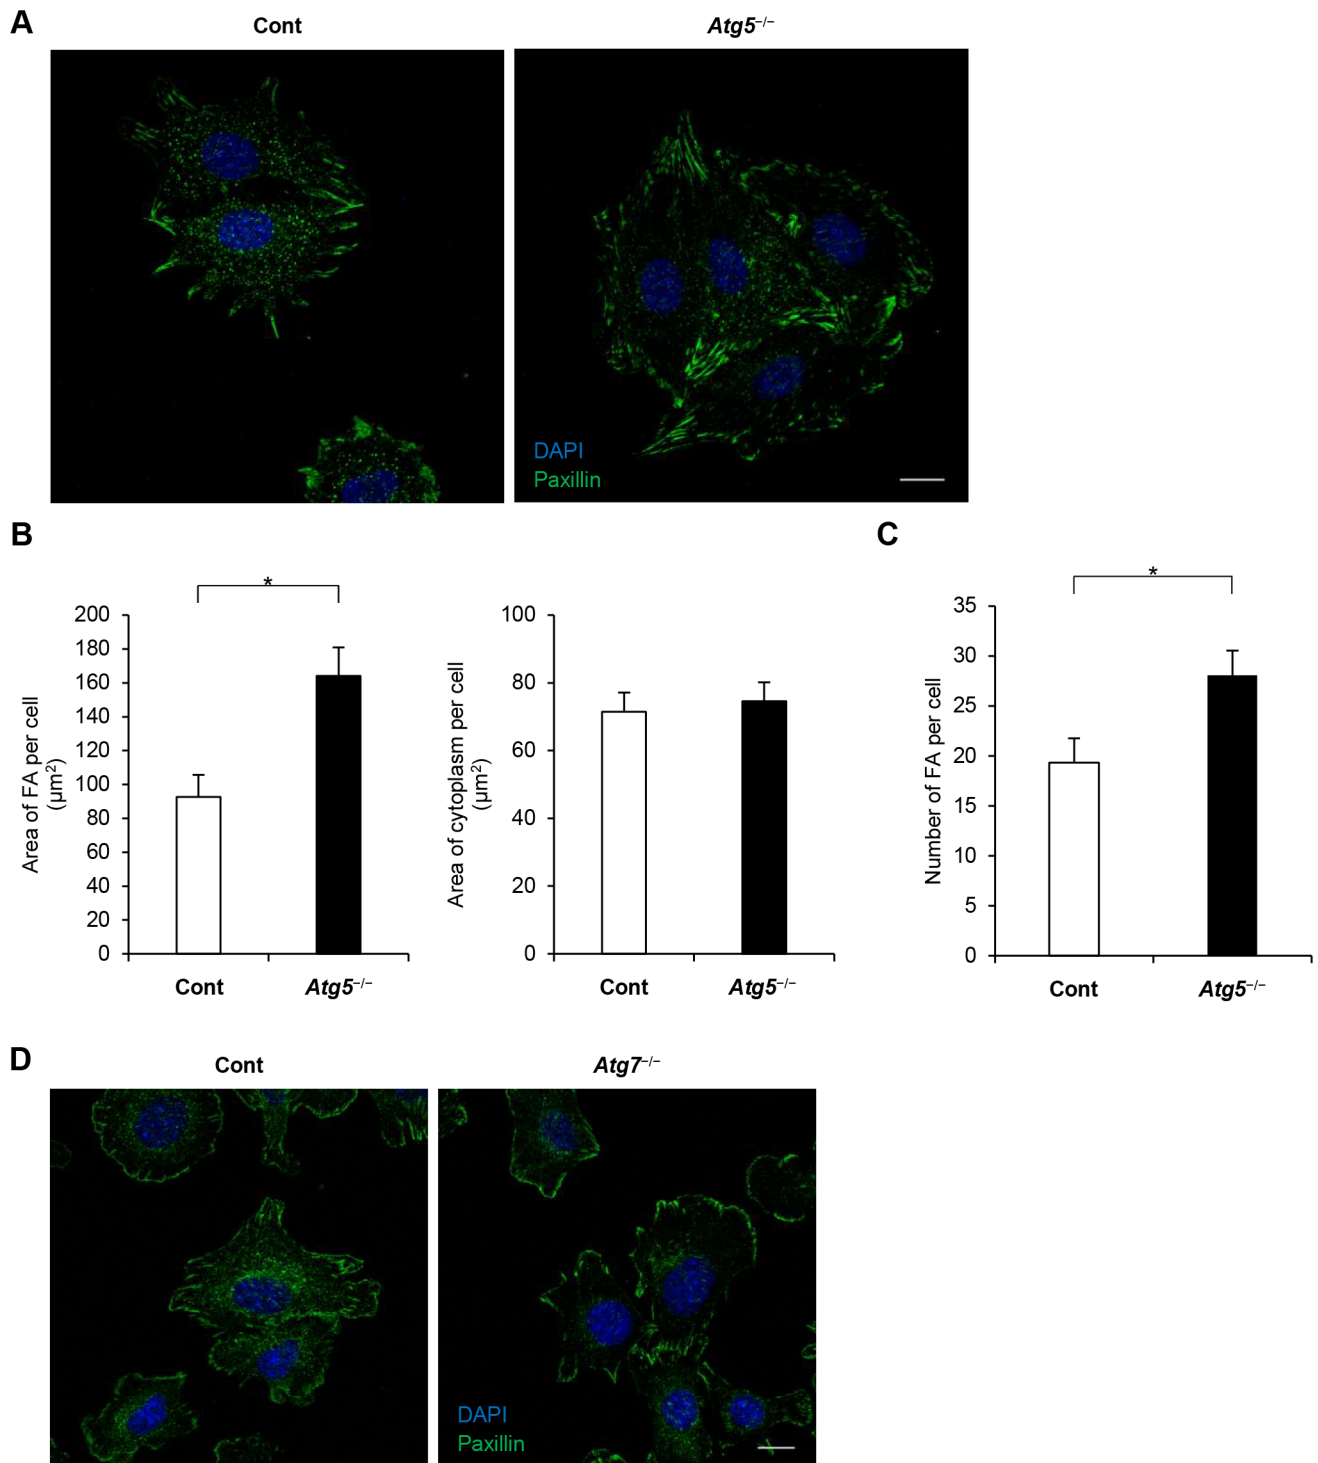 A
Cont
Atg5–/–
DAPI
Paxillin
B
C
*
*
200
180
160
140
120
100
80
60
40
20
0
Area of FA per cell
(µm2)
Cont
Atg5–/–
100
80
60
40
20
0
Area of cytoplasm per cell
(µm2)
Cont
Atg5–/–
35
30
25
20
15
10
5
0
Number of FA per cell
Cont
Atg5–/–
D
Cont
Atg7–/–
DAPI
Paxillin